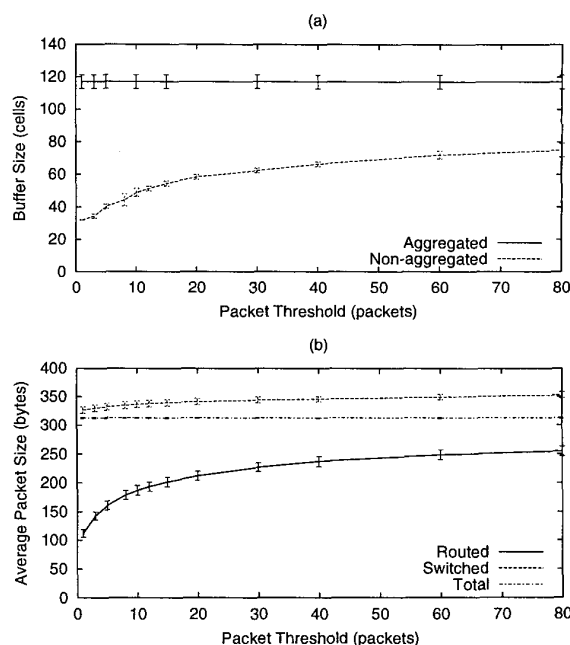 (a)
Buffer Size (cells)
140
120
100
80
60
40
20
0
Aggregated
Non-aggregated
0 10 20 30 40 50 60 70 80
Packet Threshold (packets)
(b)
Average Packet Size (bytes)
400
350
300
250
200
150
100
50
0
Routed
Switched
Total
0 10 20 30 40 50 60 70 80
Packet Threshold (packets)